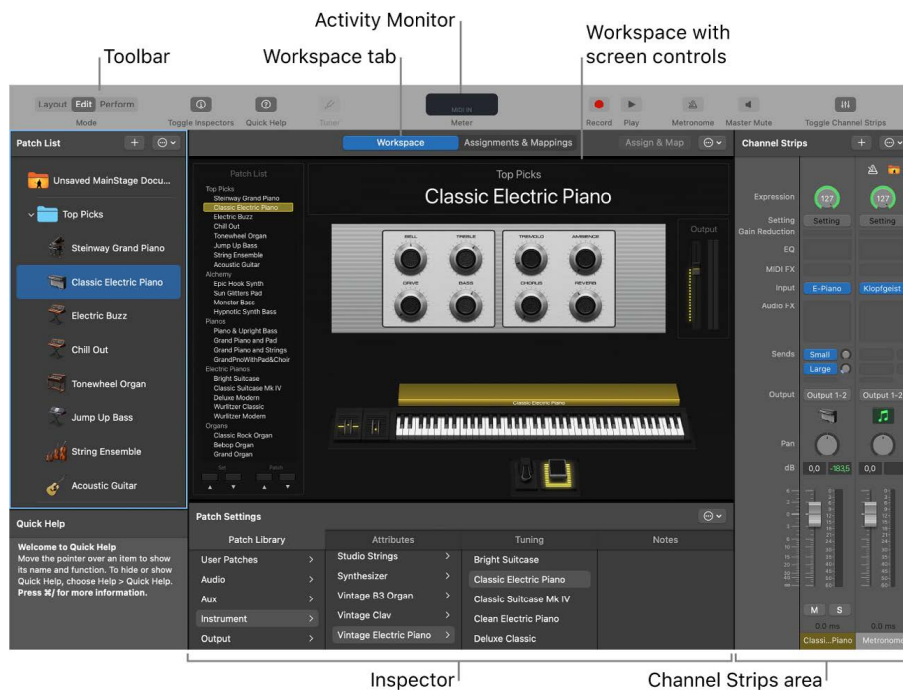 Activity Monitor
Toolbar
Workspace tab
Workspace with
screen controls
Layout Edit Perform
Mode
Toggle Inspectors
Quick Help
Tuner
MIDI IN
Meter
Record
Play
Metronome
Master Mute
Toggle Channel Strips
Patch List
Unsaved MainStage Docu...
Top Picks
Steinway Grand Piano
Classic Electric Piano
Electric Buzz
Chill Out
Tonewheel Organ
Jump Up Bass
String Ensemble
Acoustic Guitar
Quick Help
Welcome to Quick Help
Move the pointer over an item to show
its name and function. To hide or show
Quick Help, choose Help > Quick Help.
Press ⌘/ for more information.
Workspace
Assignments & Mappings
Assign & Map
Patch List
Top Picks
Steinway Grand Piano
Classic Electric Piano
Electric Buzz
Chill Out
Tonewheel Organ
Jump Up Bass
String Ensemble
Acoustic Guitar
Alchemy
Epic Hook Synth
Sun Glitters Pad
Monster Bass
Hypnotic Synth Bass
Pianos
Piano & Upright Bass
Grand Piano and Pad
Grand Piano and Strings
GrandPnoWithPad&Choir
Electric Pianos
Bright Suitcase
Classic Suitcase Mk IV
Deluxe Modern
Wurlitzer Classic
Wurlitzer Modern
Organs
Classic Rock Organ
Bebop Organ
Grand Organ
Set
Patch
Top Picks
Classic Electric Piano
BELL
TREBLE
TREMOLO
AMBIENCE
DRIVE
BASS
CHORUS
REVERB
Output
Classic Electric Piano
Patch Settings
Patch Library
Attributes
Tuning
Notes
User Patches
Audio
Aux
Instrument
Output
Studio Strings
Synthesizer
Vintage B3 Organ
Vintage Clav
Vintage Electric Piano
Bright Suitcase
Classic Electric Piano
Classic Suitcase Mk IV
Clean Electric Piano
Deluxe Classic
Channel Strips
Expression
127
127
Setting
Setting
Setting
Gain Reduction
EQ
MIDI FX
Input
E-Piano
Klopfgeist
Audio FX
Sends
Small
Large
Output
Output 1-2
Output 1-2
Pan
dB
0,0
-183,5
0,0
M
S
0.0 ms
0.0 ms
Classi...Piano
Metronome
Inspector
Channel Strips area